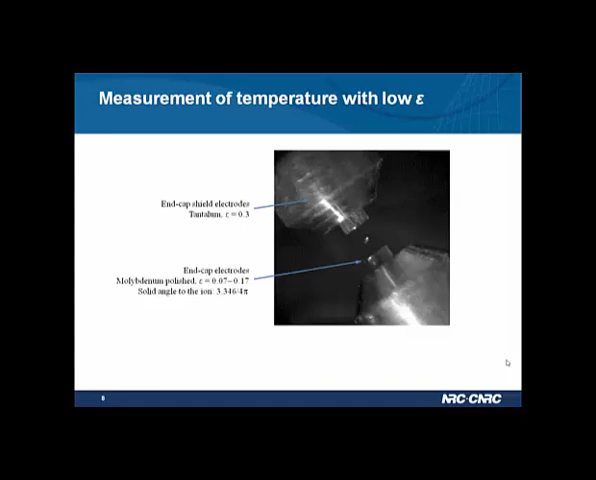 Measurement of temperature with low ε
End-cap shield electrodes
Tantalum, ε = 0.3
End-cap electrodes
Molybdenum polished, ε = 0.07–0.17
Solid angle to the ion: 3.346/4π
8
NRC·CNRC